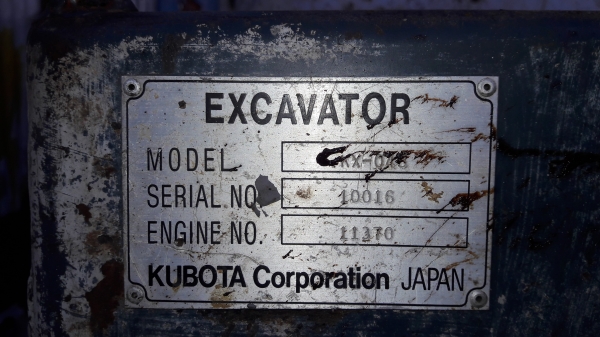 EXCAVATOR
MODEL
SERIAL NO. 10016
ENGINE NO. 11370
KUBOTA Corporation JAPAN